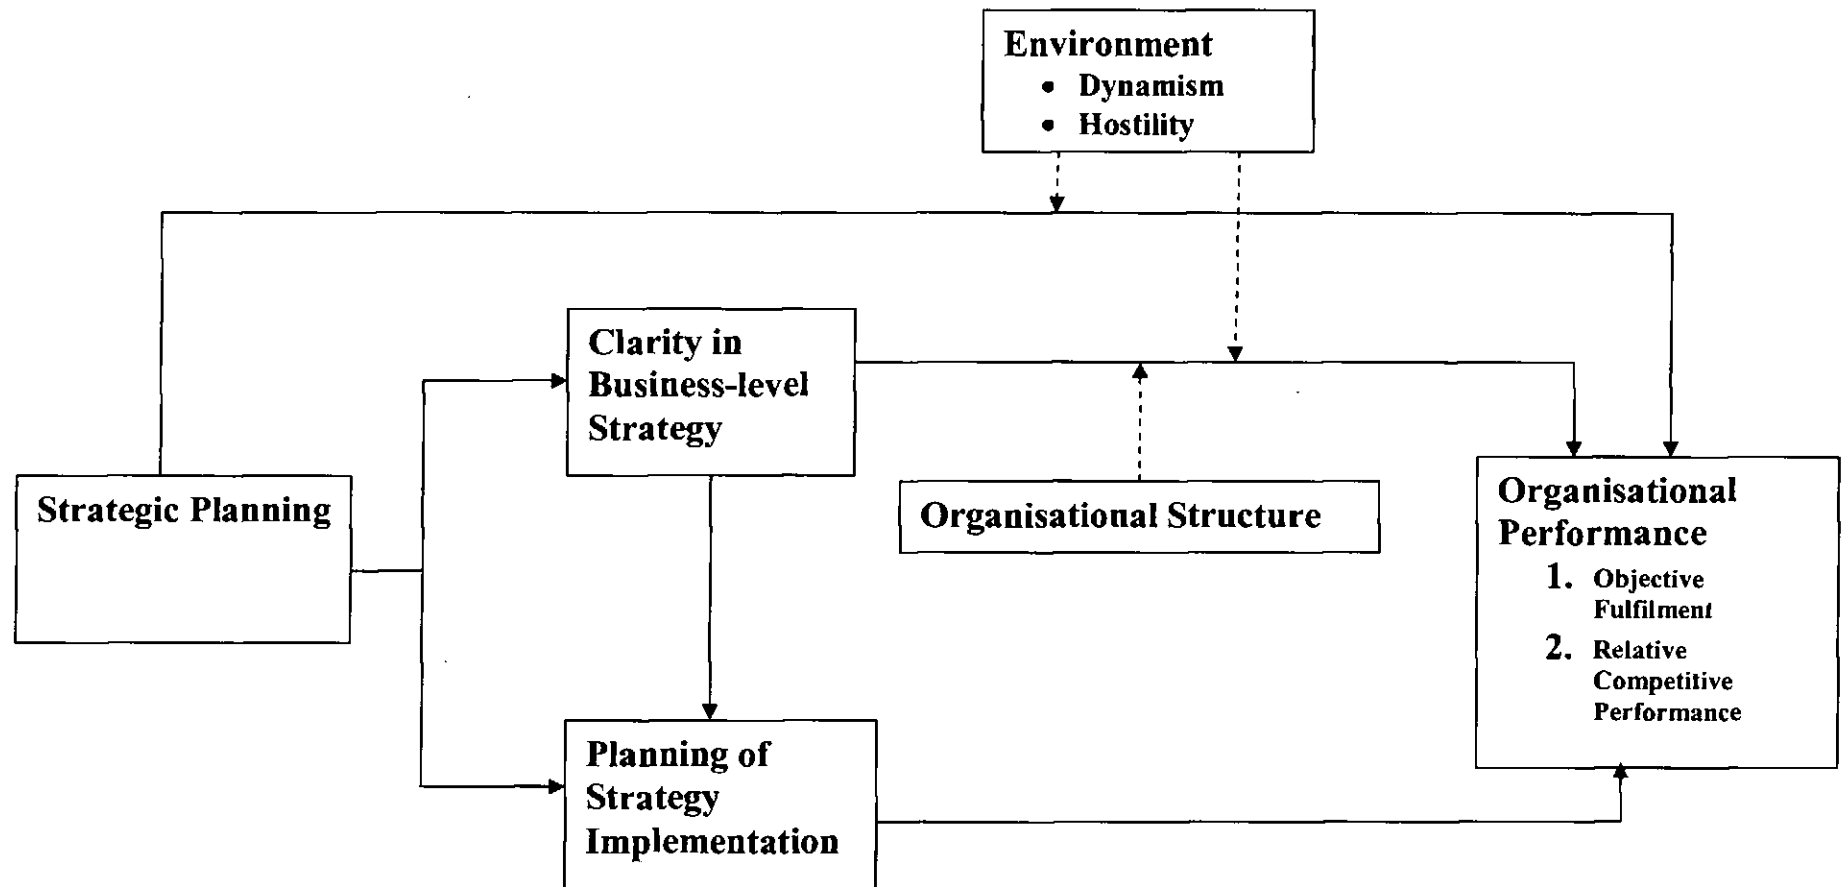 Environment
• Dynamism
• Hostility
Clarity in
Business-level
Strategy
Strategic Planning
Organisational Structure
Organisational
Performance
1. Objective
Fulfilment
2. Relative
Competitive
Performance
Planning of
Strategy
Implementation